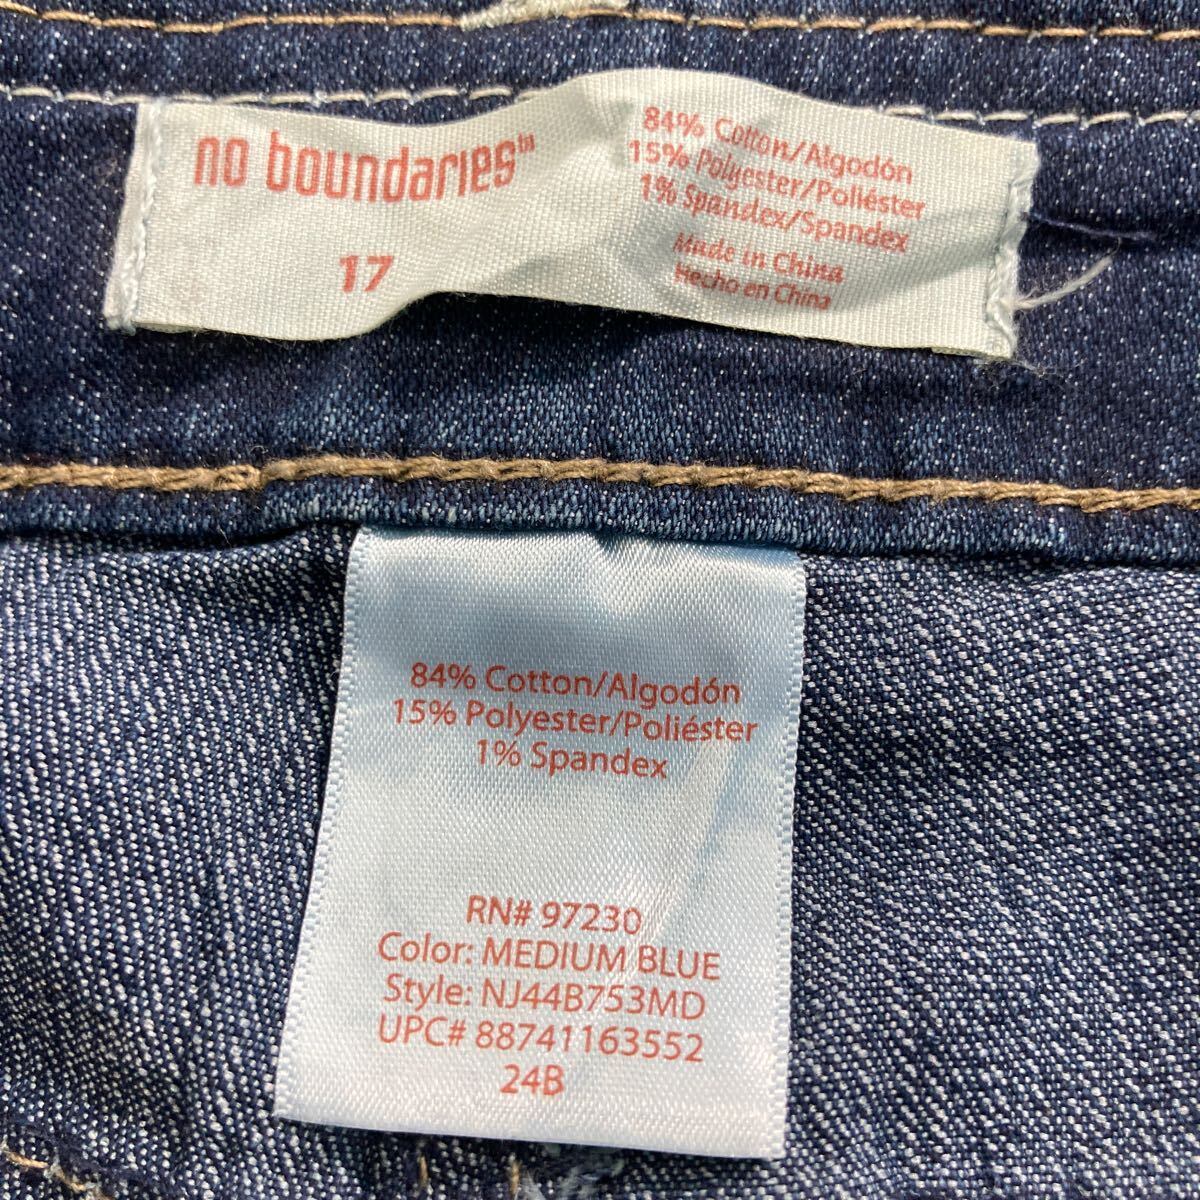 no boundaries™
17
84% Cotton/Algodón
15% Polyester/Poliéster
1% Spandex/Spandex
Made in China
Hecho en China
84% Cotton/Algodón
15% Polyester/Poliéster
1% Spandex
RN# 97230
Color: MEDIUM BLUE
Style: NJ44B753MD
UPC# 88741163552
24B